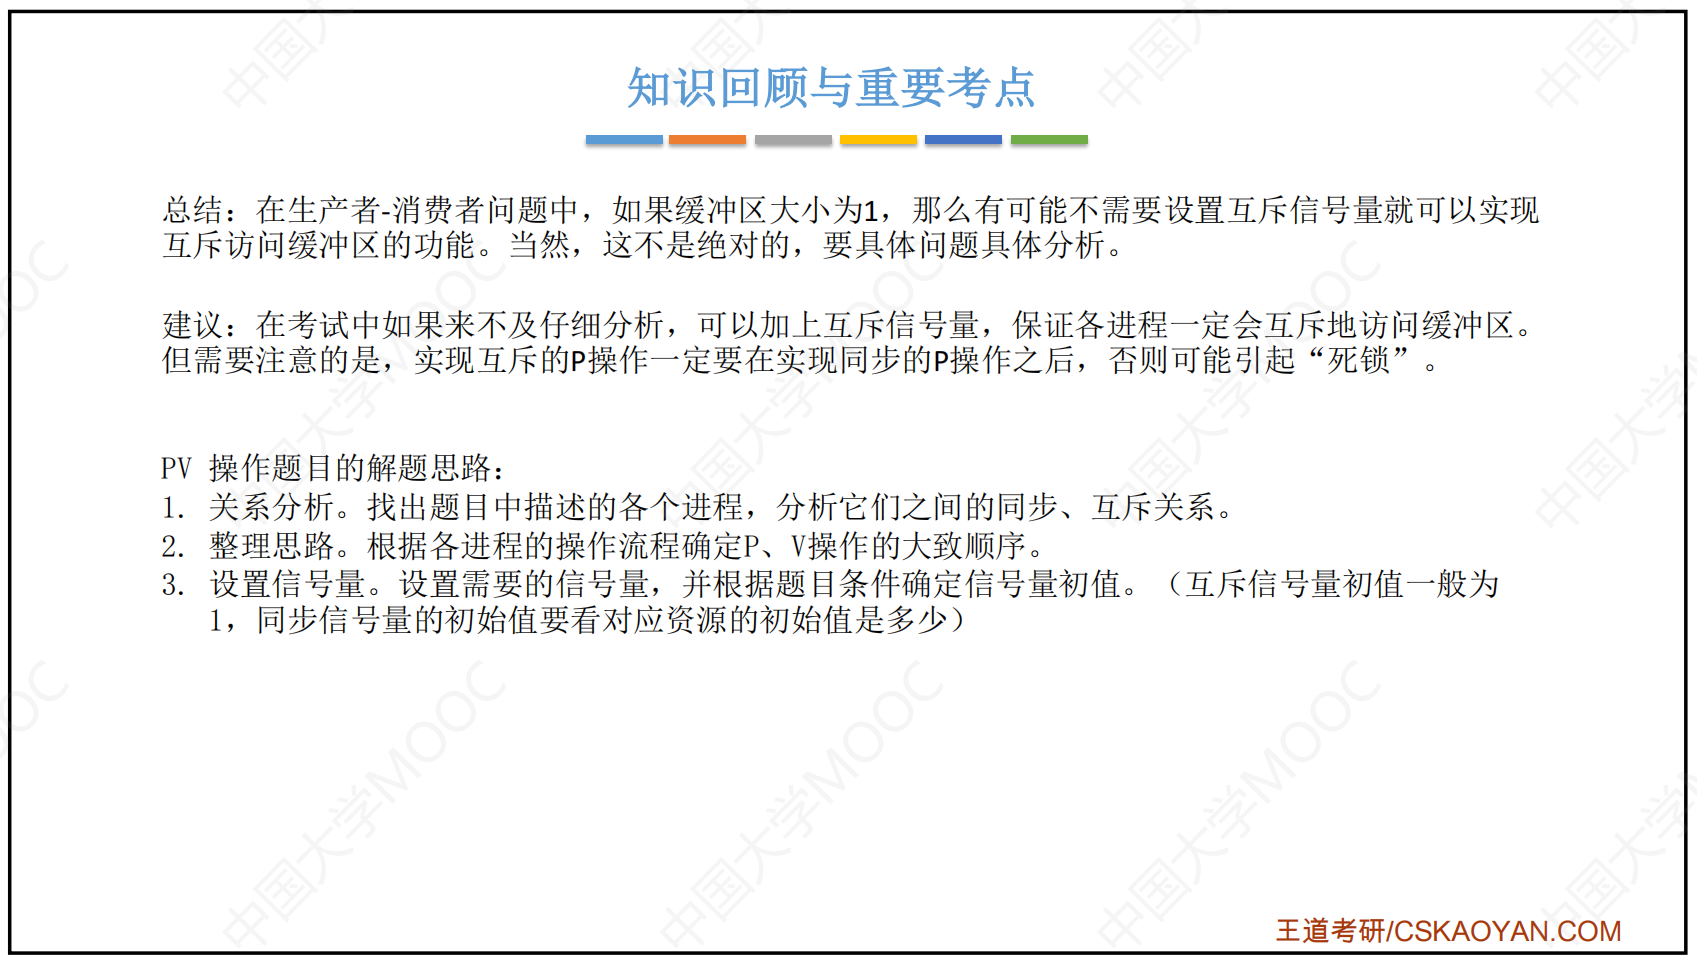 知识回顾与重要考点
总结：在生产者-消费者问题中，如果缓冲区大小为1，那么有可能不需要设置互斥信号量就可以实现
互斥访问缓冲区的功能。当然，这不是绝对的，要具体问题具体分析。
建议：在考试中如果来不及仔细分析，可以加上互斥信号量，保证各进程一定会互斥地访问缓冲区。
但需要注意的是，实现互斥的P操作一定要在实现同步的P操作之后，否则可能引起“死锁”。
PV 操作题目的解题思路：
1. 关系分析。找出题目中描述的各个进程，分析它们之间的同步、互斥关系。
2. 整理思路。根据各进程的操作流程确定P、V操作的大致顺序。
3. 设置信号量。设置需要的信号量，并根据题目条件确定信号量初值。（互斥信号量初值一般为
1，同步信号量的初始值要看对应资源的初始值是多少）
王道考研/CSKAOYAN.COM
中国大学MOOC